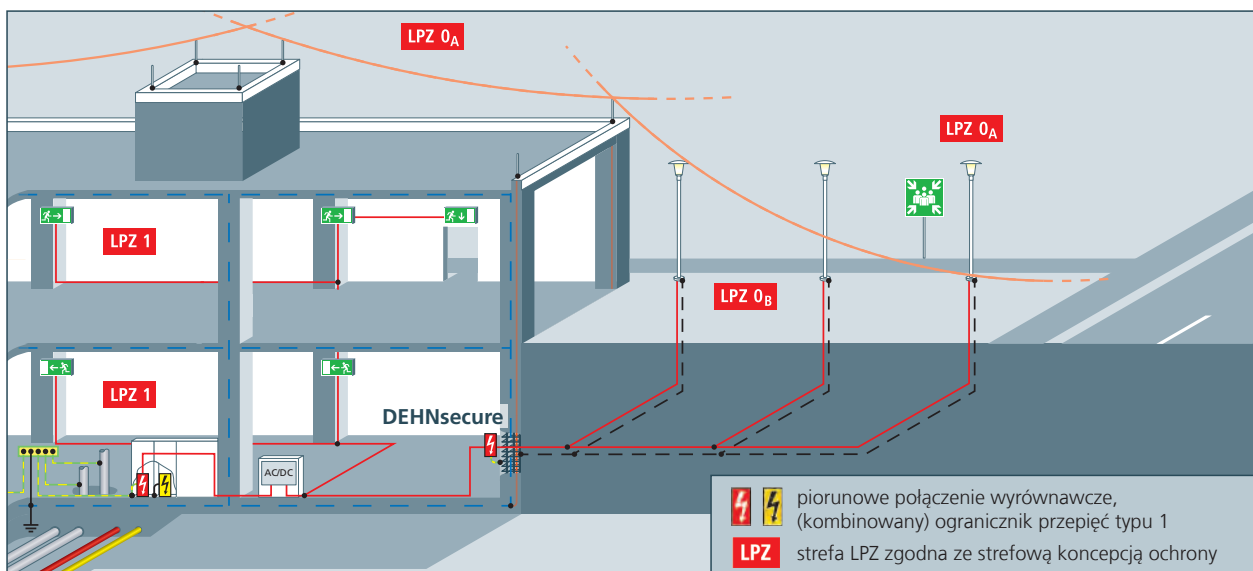 LPZ 0A
LPZ 0A
LPZ 1
LPZ 0B
LPZ 1
DEHNsecure
AC/DC
piorunowe połączenie wyrównawcze,
(kombinowany) ogranicznik przepięć typu 1
LPZ strefa LPZ zgodna ze strefową koncepcją ochrony